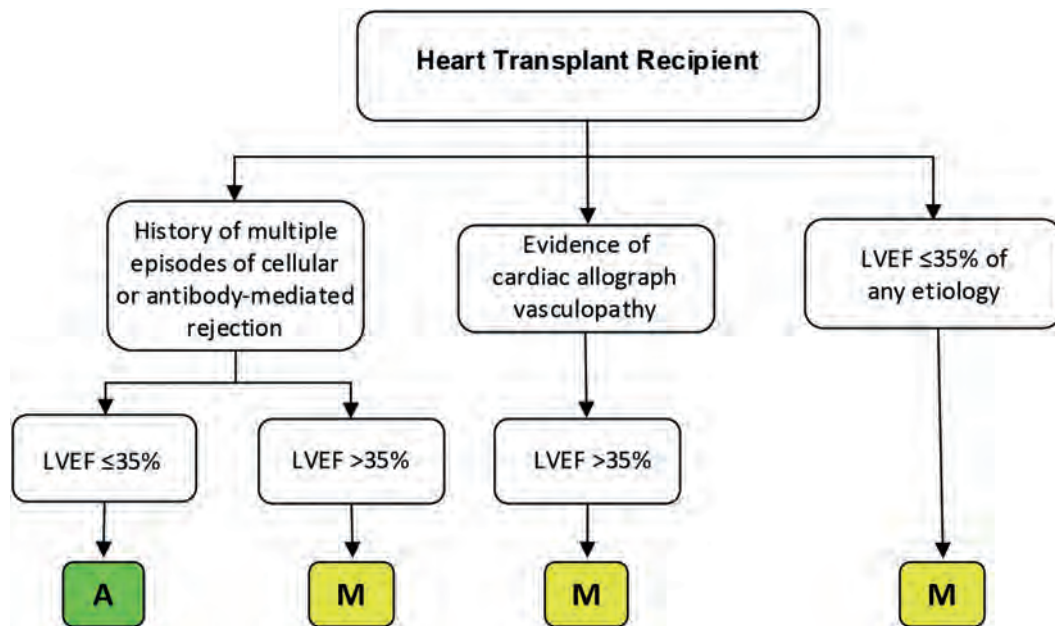 Heart Transplant Recipient
History of multiple
episodes of cellular
or antibody-mediated
rejection
Evidence of
cardiac allograph
vasculopathy
LVEF ≤35% of
any etiology
LVEF ≤35%
LVEF >35%
LVEF >35%
A
M
M
M